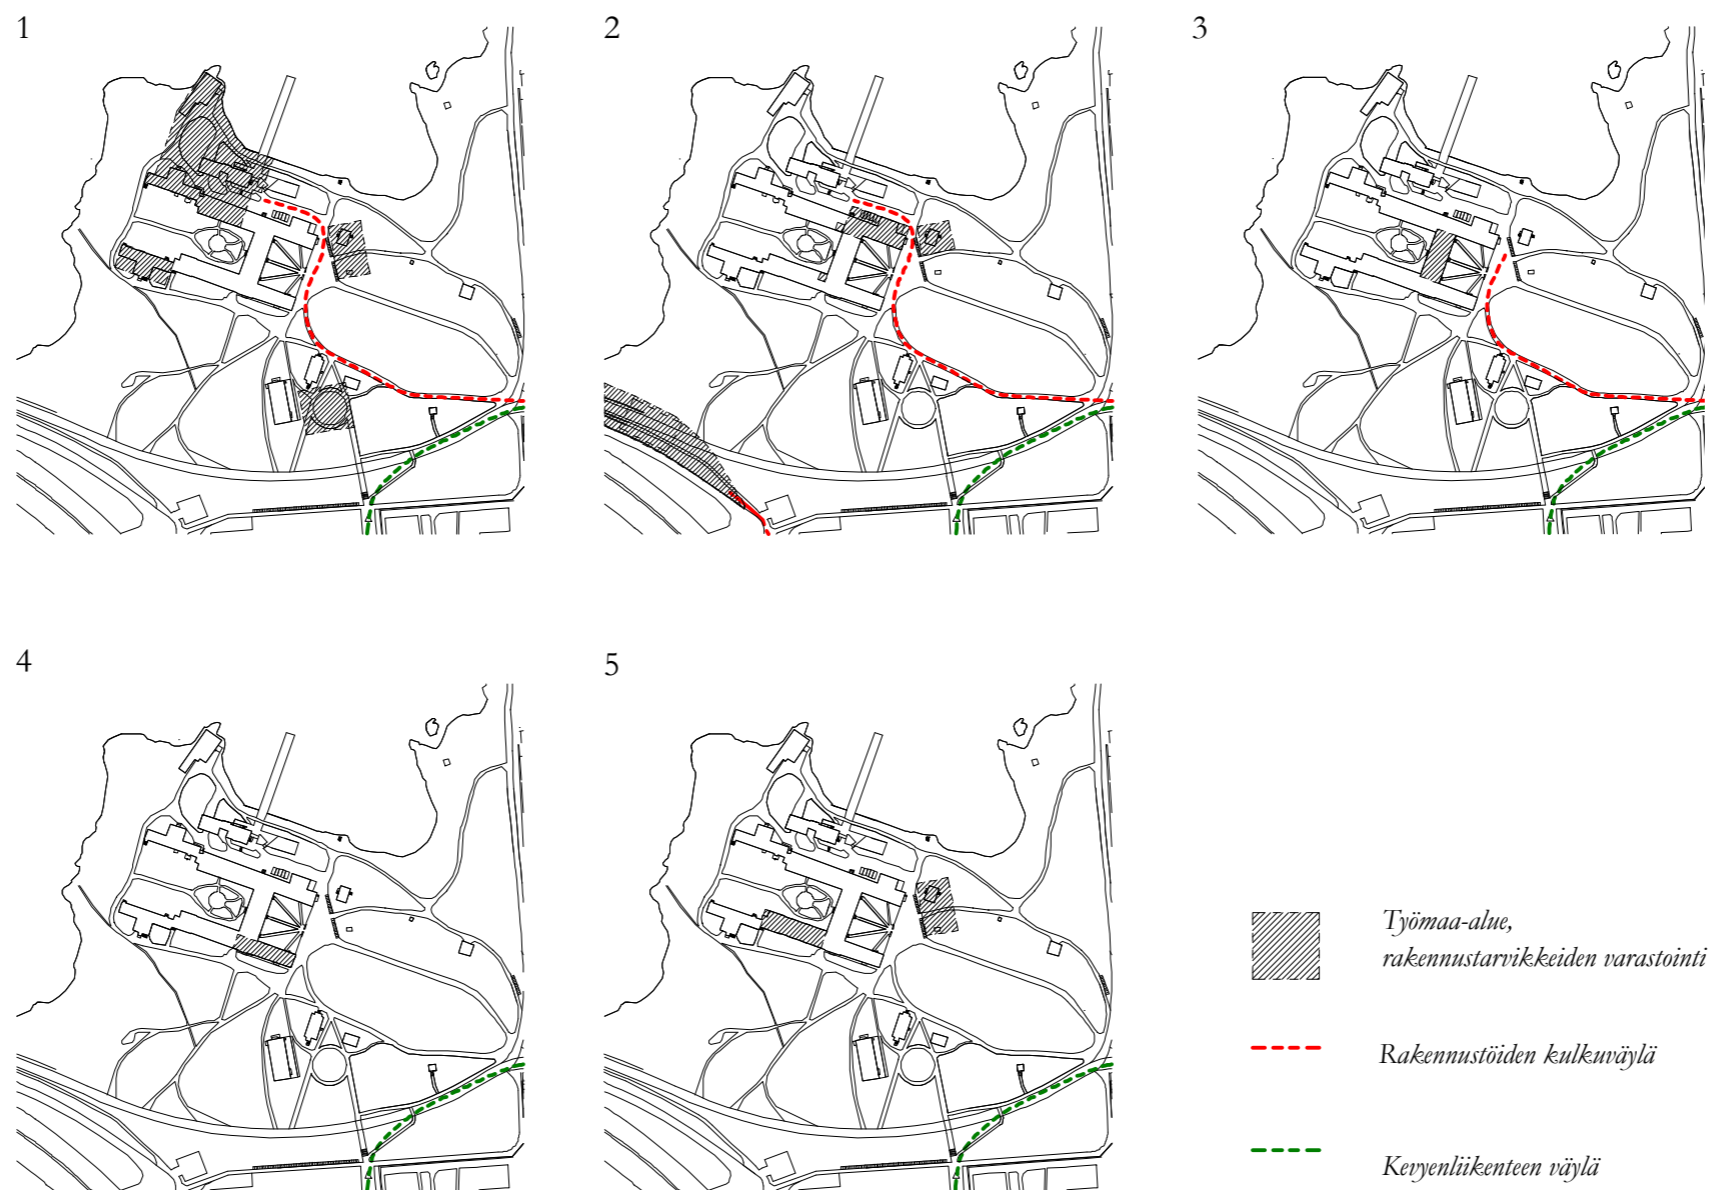 1
2
3
4
5
Työmaa-alue,
rakennustarvikkeiden varastointi
Rakennustöiden kulkuväylä
Kevyenliikenteen väylä